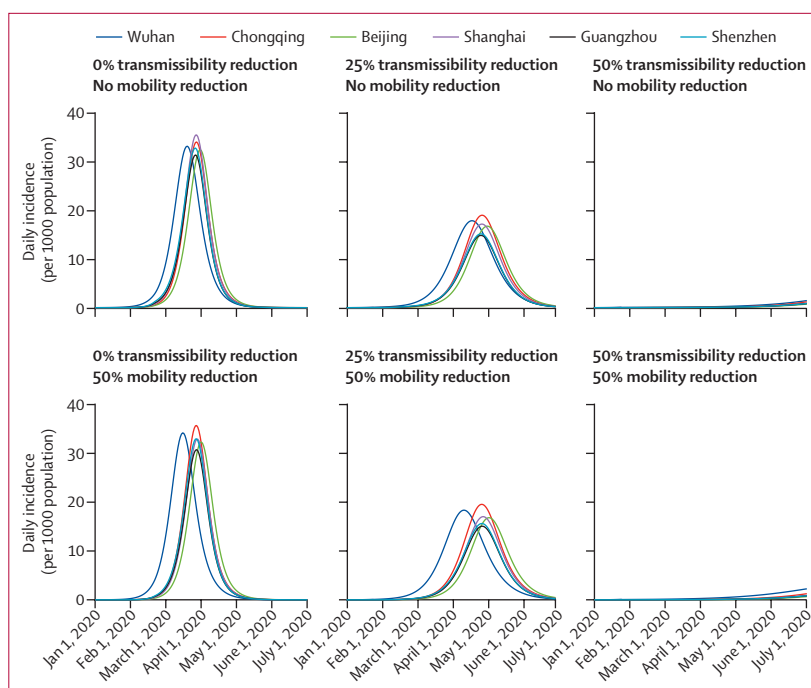 Wuhan Chongqing Beijing Shanghai Guangzhou Shenzhen
0% transmissibility reduction
No mobility reduction
25% transmissibility reduction
No mobility reduction
50% transmissibility reduction
No mobility reduction
Daily incidence
(per 1000 population)
40
30
20
10
0
0% transmissibility reduction
50% mobility reduction
25% transmissibility reduction
50% mobility reduction
50% transmissibility reduction
50% mobility reduction
Daily incidence
(per 1000 population)
40
30
20
10
0
Jan 1, 2020
Feb 1, 2020
March 1, 2020
April 1, 2020
May 1, 2020
June 1, 2020
July 1, 2020
Jan 1, 2020
Feb 1, 2020
March 1, 2020
April 1, 2020
May 1, 2020
June 1, 2020
July 1, 2020
Jan 1, 2020
Feb 1, 2020
March 1, 2020
April 1, 2020
May 1, 2020
June 1, 2020
July 1, 2020